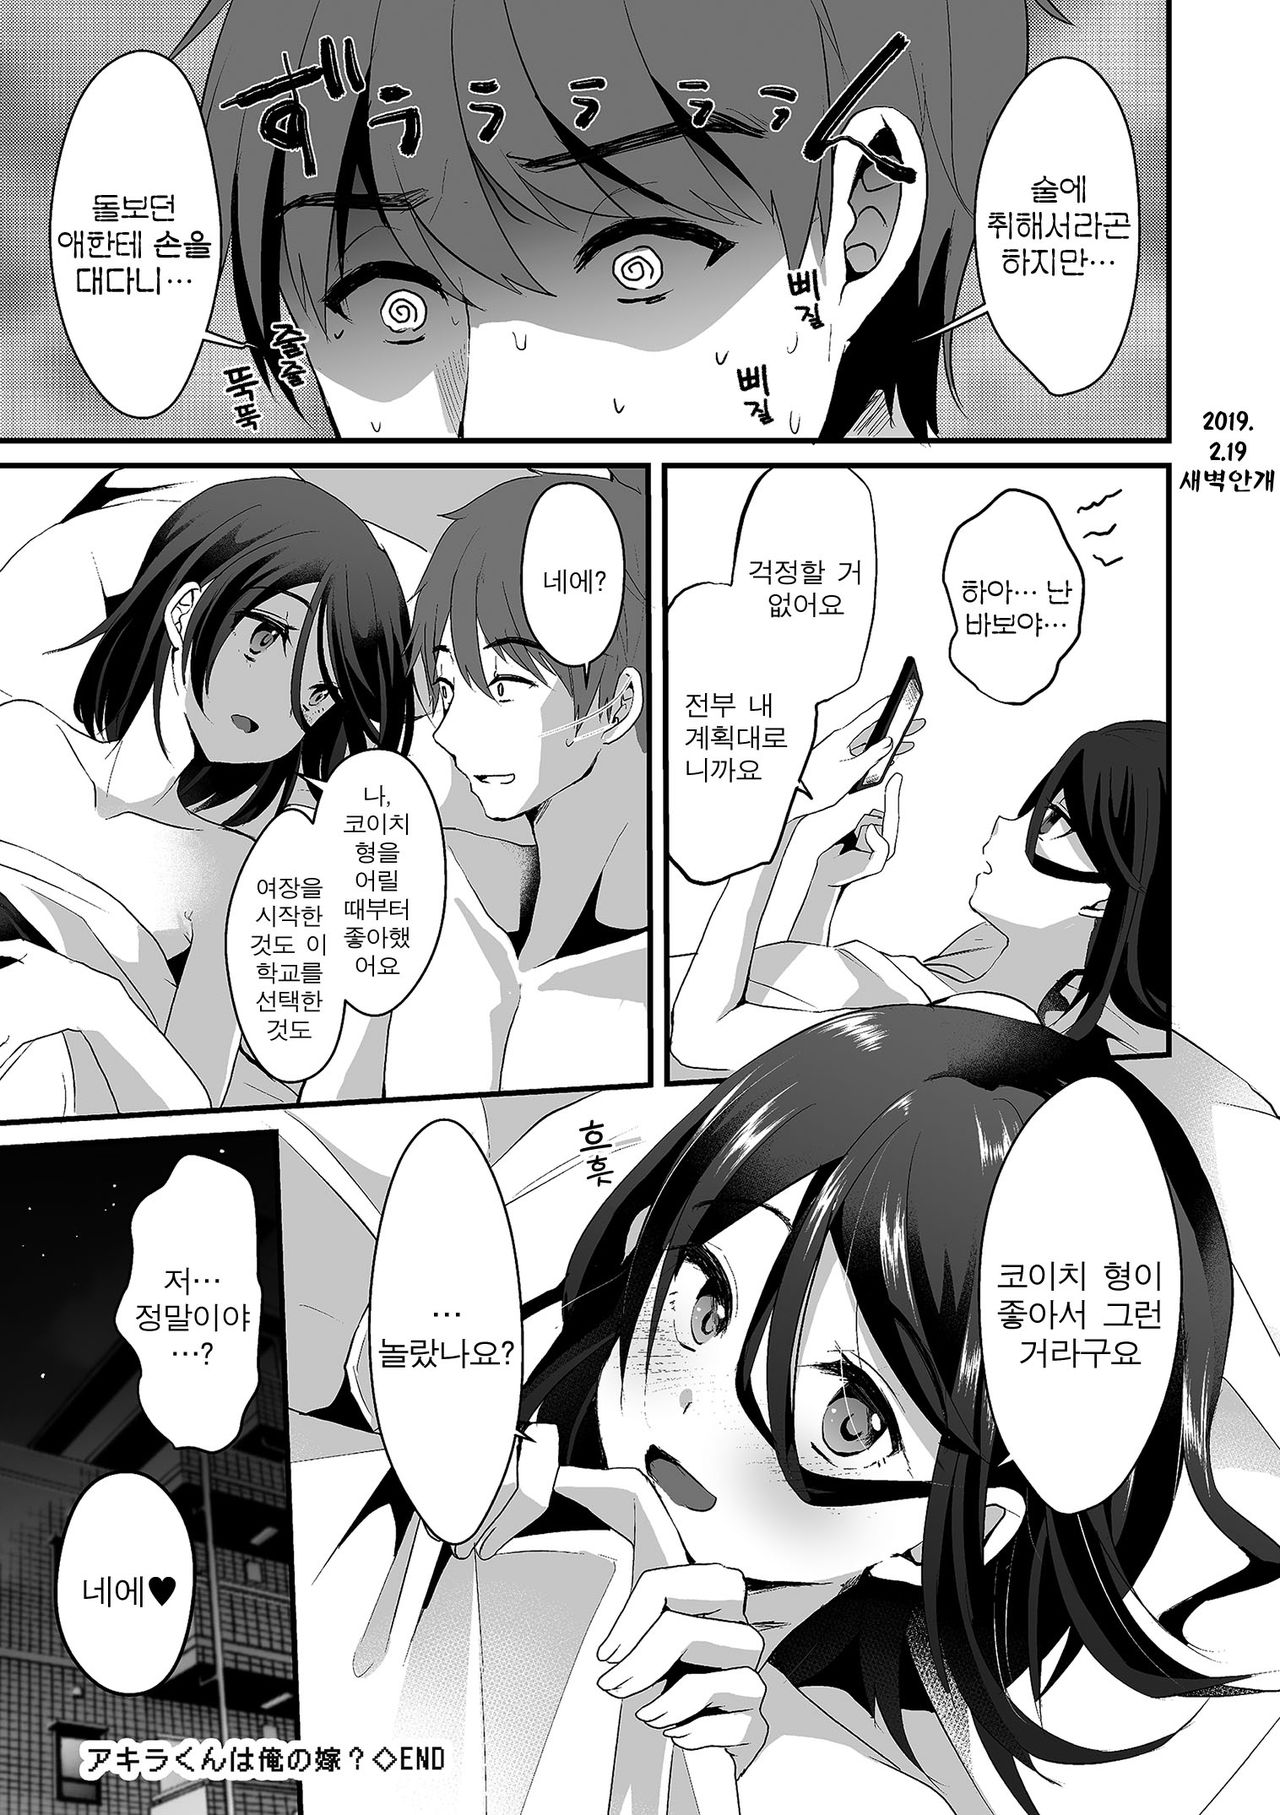 술에
취해서라곤
하지만…
돌보던
애한테 손을
대다니…
삐질
삐질
줄줄
뚝뚝
2019.
2.19
새벽안개
하아… 난
바보야…
걱정할 거
없어요
전부 내
계획대로
니까요
네에?
나,
코이치
형을
어릴
때부터
좋아했
어요
여장을
시작한
것도 이
학교를
선택한
것도
코이치 형이
좋아서 그런
거라구요
흐흣
…
놀랐나요?
저…
정말이야
…?
네에♥
アキラくんは俺の嫁？◇END